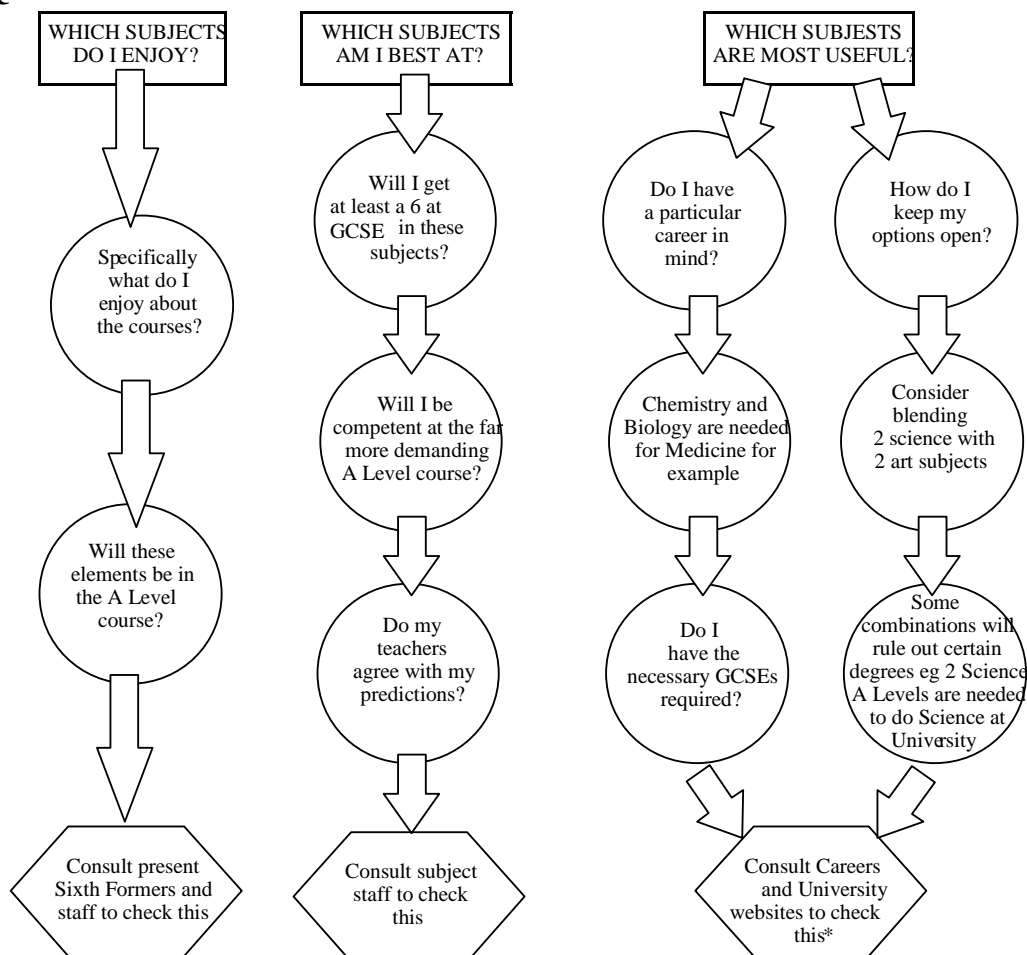 WHICH SUBJECTS
DO I ENJOY?
Specifically
what do I
enjoy about
the courses?
Will these
elements be in
the A Level
course?
Consult present
Sixth Formers and
staff to check this
WHICH SUBJECTS
AM I BEST AT?
Will I get
at least a 6 at
GCSE in these
subjects?
Will I be
competent at the far
more demanding
A Level course?
Do my
teachers
agree with my
predictions?
Consult subject
staff to check
this
WHICH SUBJESTS
ARE MOST USEFUL?
Do I have
a particular
career in
mind?
Chemistry and
Biology are needed
for Medicine for
example
Do I
have the
necessary GCSEs
required?
How do I
keep my
options open?
Consider
blending
2 science with
2 art subjects
Some
combinations will
rule out certain
degrees eg 2 Science
A Levels are needed
to do Science at
University
Consult Careers
and University
websites to check
this*